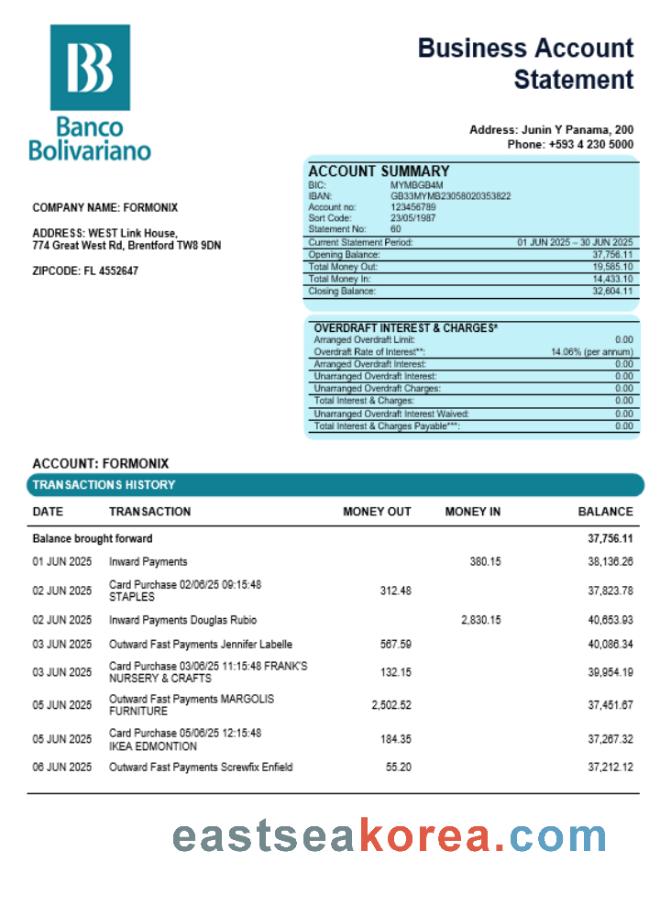 Business Account
Statement
Banco
Bolivariano
Address: Junin Y Panama, 200
Phone: +593 4 230 5000
COMPANY NAME: FORMONIX
ADDRESS: WEST Link House,
774 Great West Rd, Brentford TW8 9DN
ZIPCODE: FL 4552647
ACCOUNT SUMMARY
BIC: MYMBGB4M
IBAN: GB33MYMB23058020353822
Account no: 123456789
Sort Code: 23/05/1987
Statement No: 60
Current Statement Period: 01 JUN 2025 – 30 JUN 2025
Opening Balance: 37,756.11
Total Money Out: 19,585.10
Total Money In: 14,433.10
Closing Balance: 32,604.11
OVERDRAFT INTEREST & CHARGES*
Arranged Overdraft Limit: 0.00
Overdraft Rate of Interest**: 14.06% (per annum)
Arranged Overdraft Interest: 0.00
Unarranged Overdraft Interest: 0.00
Unarranged Overdraft Charges: 0.00
Total Interest & Charges: 0.00
Unarranged Overdraft Interest Waived: 0.00
Total Interest & Charges Payable***: 0.00
ACCOUNT: FORMONIX
TRANSACTIONS HISTORY
DATE TRANSACTION MONEY OUT MONEY IN BALANCE
Balance brought forward 37,756.11
01 JUN 2025 Inward Payments 380.15 38,136.26
02 JUN 2025 Card Purchase 02/06/25 09:15:48 312.48 37,823.78
STAPLES
02 JUN 2025 Inward Payments Douglas Rubio 2,830.15 40,653.93
03 JUN 2025 Outward Fast Payments Jennifer Labelle 567.59 40,086.34
03 JUN 2025 Card Purchase 03/06/25 11:15:48 FRANK'S 132.15 39,954.19
NURSERY & CRAFTS
05 JUN 2025 Outward Fast Payments MARGOLIS 2,502.52 37,451.67
FURNITURE
05 JUN 2025 Card Purchase 05/06/25 12:15:48 184.35 37,267.32
IKEA EDMONTION
06 JUN 2025 Outward Fast Payments Screwfix Enfield 55.20 37,212.12
eastseakorea.com